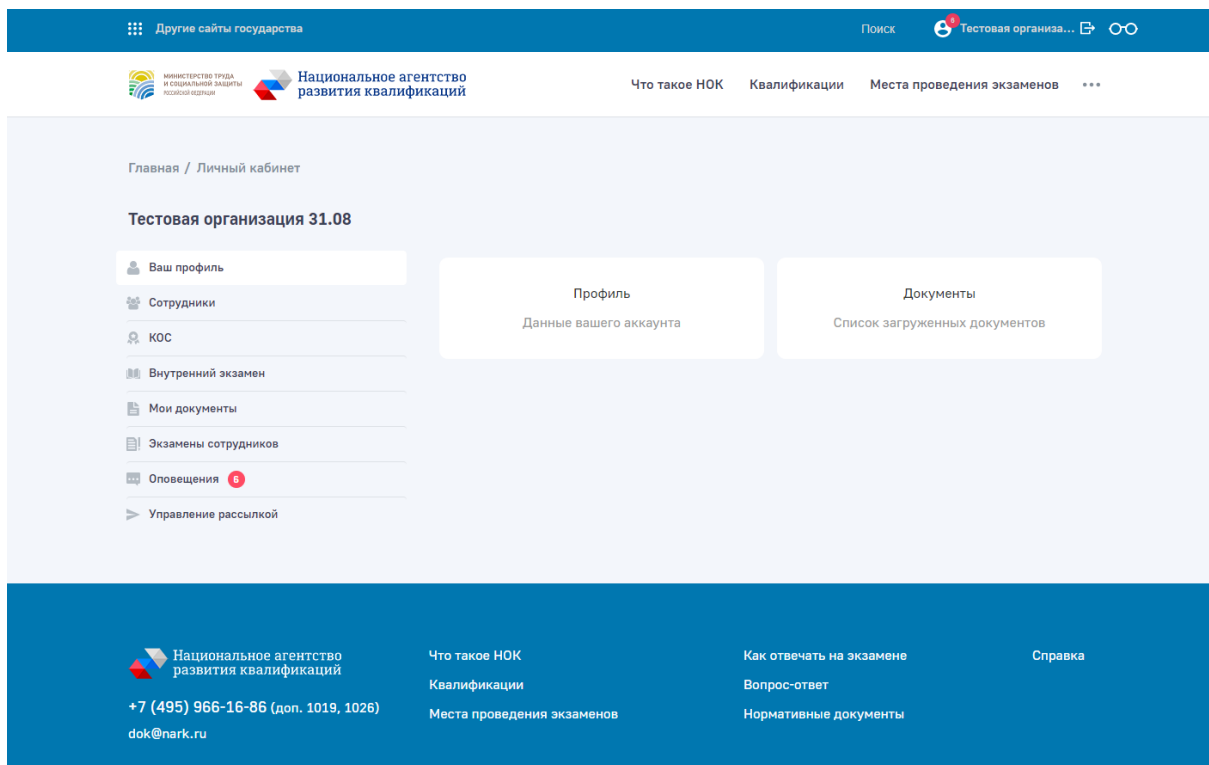 Другие сайты государства
Поиск
6
Тестовая организа...
МИНИСТЕРСТВО ТРУДА
И СОЦИАЛЬНОЙ ЗАЩИТЫ
РОССИЙСКОЙ ФЕДЕРАЦИИ
Национальное агентство
развития квалификаций
Что такое НОК
Квалификации
Места проведения экзаменов
Главная / Личный кабинет
Тестовая организация 31.08
Ваш профиль
Сотрудники
КОС
Внутренний экзамен
Мои документы
Экзамены сотрудников
Оповещения 6
Управление рассылкой
Профиль
Данные вашего аккаунта
Документы
Список загруженных документов
Национальное агентство
развития квалификаций
+7 (495) 966-16-86 (доп. 1019, 1026)
dok@nark.ru
Что такое НОК
Квалификации
Места проведения экзаменов
Как отвечать на экзамене
Вопрос-ответ
Нормативные документы
Справка